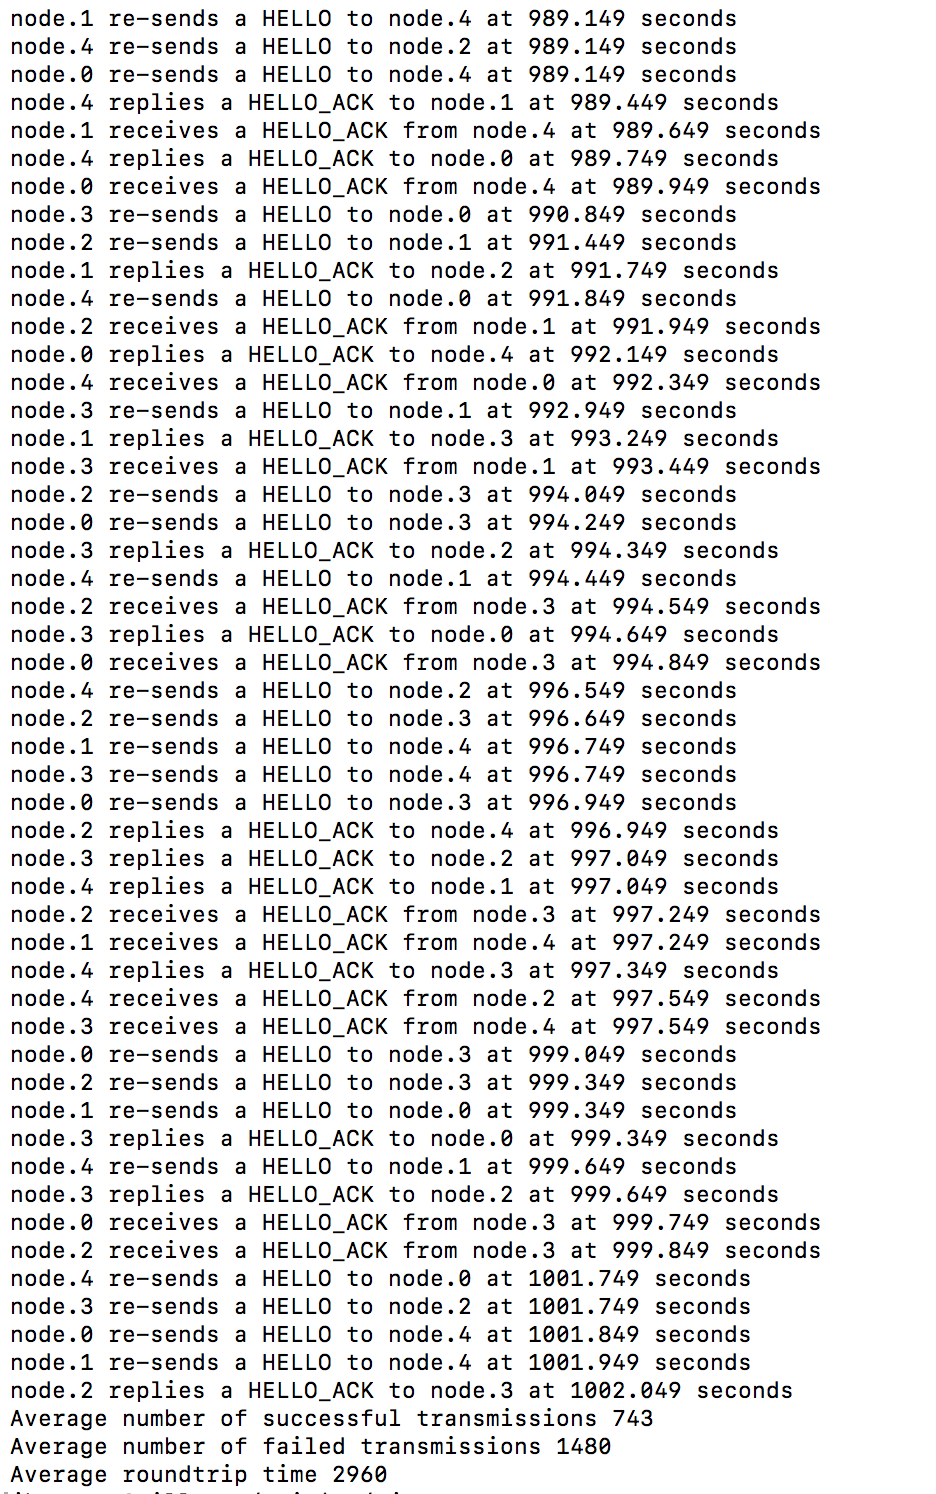 node.1 re-sends a HELLO to node.4 at 989.149 seconds
node.4 re-sends a HELLO to node.2 at 989.149 seconds
node.0 re-sends a HELLO to node.4 at 989.149 seconds
node.4 replies a HELLO_ACK to node.1 at 989.449 seconds
node.1 receives a HELLO_ACK from node.4 at 989.649 seconds
node.4 replies a HELLO_ACK to node.0 at 989.749 seconds
node.0 receives a HELLO_ACK from node.4 at 989.949 seconds
node.3 re-sends a HELLO to node.0 at 990.849 seconds
node.2 re-sends a HELLO to node.1 at 991.449 seconds
node.1 replies a HELLO_ACK to node.2 at 991.749 seconds
node.4 re-sends a HELLO to node.0 at 991.849 seconds
node.2 receives a HELLO_ACK from node.1 at 991.949 seconds
node.0 replies a HELLO_ACK to node.4 at 992.149 seconds
node.4 receives a HELLO_ACK from node.0 at 992.349 seconds
node.3 re-sends a HELLO to node.1 at 992.949 seconds
node.1 replies a HELLO_ACK to node.3 at 993.249 seconds
node.3 receives a HELLO_ACK from node.1 at 993.449 seconds
node.2 re-sends a HELLO to node.3 at 994.049 seconds
node.0 re-sends a HELLO to node.3 at 994.249 seconds
node.3 replies a HELLO_ACK to node.2 at 994.349 seconds
node.4 re-sends a HELLO to node.1 at 994.449 seconds
node.2 receives a HELLO_ACK from node.3 at 994.549 seconds
node.3 replies a HELLO_ACK to node.0 at 994.649 seconds
node.0 receives a HELLO_ACK from node.3 at 994.849 seconds
node.4 re-sends a HELLO to node.2 at 996.549 seconds
node.2 re-sends a HELLO to node.3 at 996.649 seconds
node.1 re-sends a HELLO to node.4 at 996.749 seconds
node.3 re-sends a HELLO to node.4 at 996.749 seconds
node.0 re-sends a HELLO to node.3 at 996.949 seconds
node.2 replies a HELLO_ACK to node.4 at 996.949 seconds
node.3 replies a HELLO_ACK to node.2 at 997.049 seconds
node.4 replies a HELLO_ACK to node.1 at 997.049 seconds
node.2 receives a HELLO_ACK from node.3 at 997.249 seconds
node.1 receives a HELLO_ACK from node.4 at 997.249 seconds
node.4 replies a HELLO_ACK to node.3 at 997.349 seconds
node.4 receives a HELLO_ACK from node.2 at 997.549 seconds
node.3 receives a HELLO_ACK from node.4 at 997.549 seconds
node.0 re-sends a HELLO to node.3 at 999.049 seconds
node.2 re-sends a HELLO to node.3 at 999.349 seconds
node.1 re-sends a HELLO to node.0 at 999.349 seconds
node.3 replies a HELLO_ACK to node.0 at 999.349 seconds
node.4 re-sends a HELLO to node.1 at 999.649 seconds
node.3 replies a HELLO_ACK to node.2 at 999.649 seconds
node.0 receives a HELLO_ACK from node.3 at 999.749 seconds
node.2 receives a HELLO_ACK from node.3 at 999.849 seconds
node.4 re-sends a HELLO to node.0 at 1001.749 seconds
node.3 re-sends a HELLO to node.2 at 1001.749 seconds
node.0 re-sends a HELLO to node.4 at 1001.849 seconds
node.1 re-sends a HELLO to node.4 at 1001.949 seconds
node.2 replies a HELLO_ACK to node.3 at 1002.049 seconds
Average number of successful transmissions 743
Average number of failed transmissions 1480
Average roundtrip time 2960